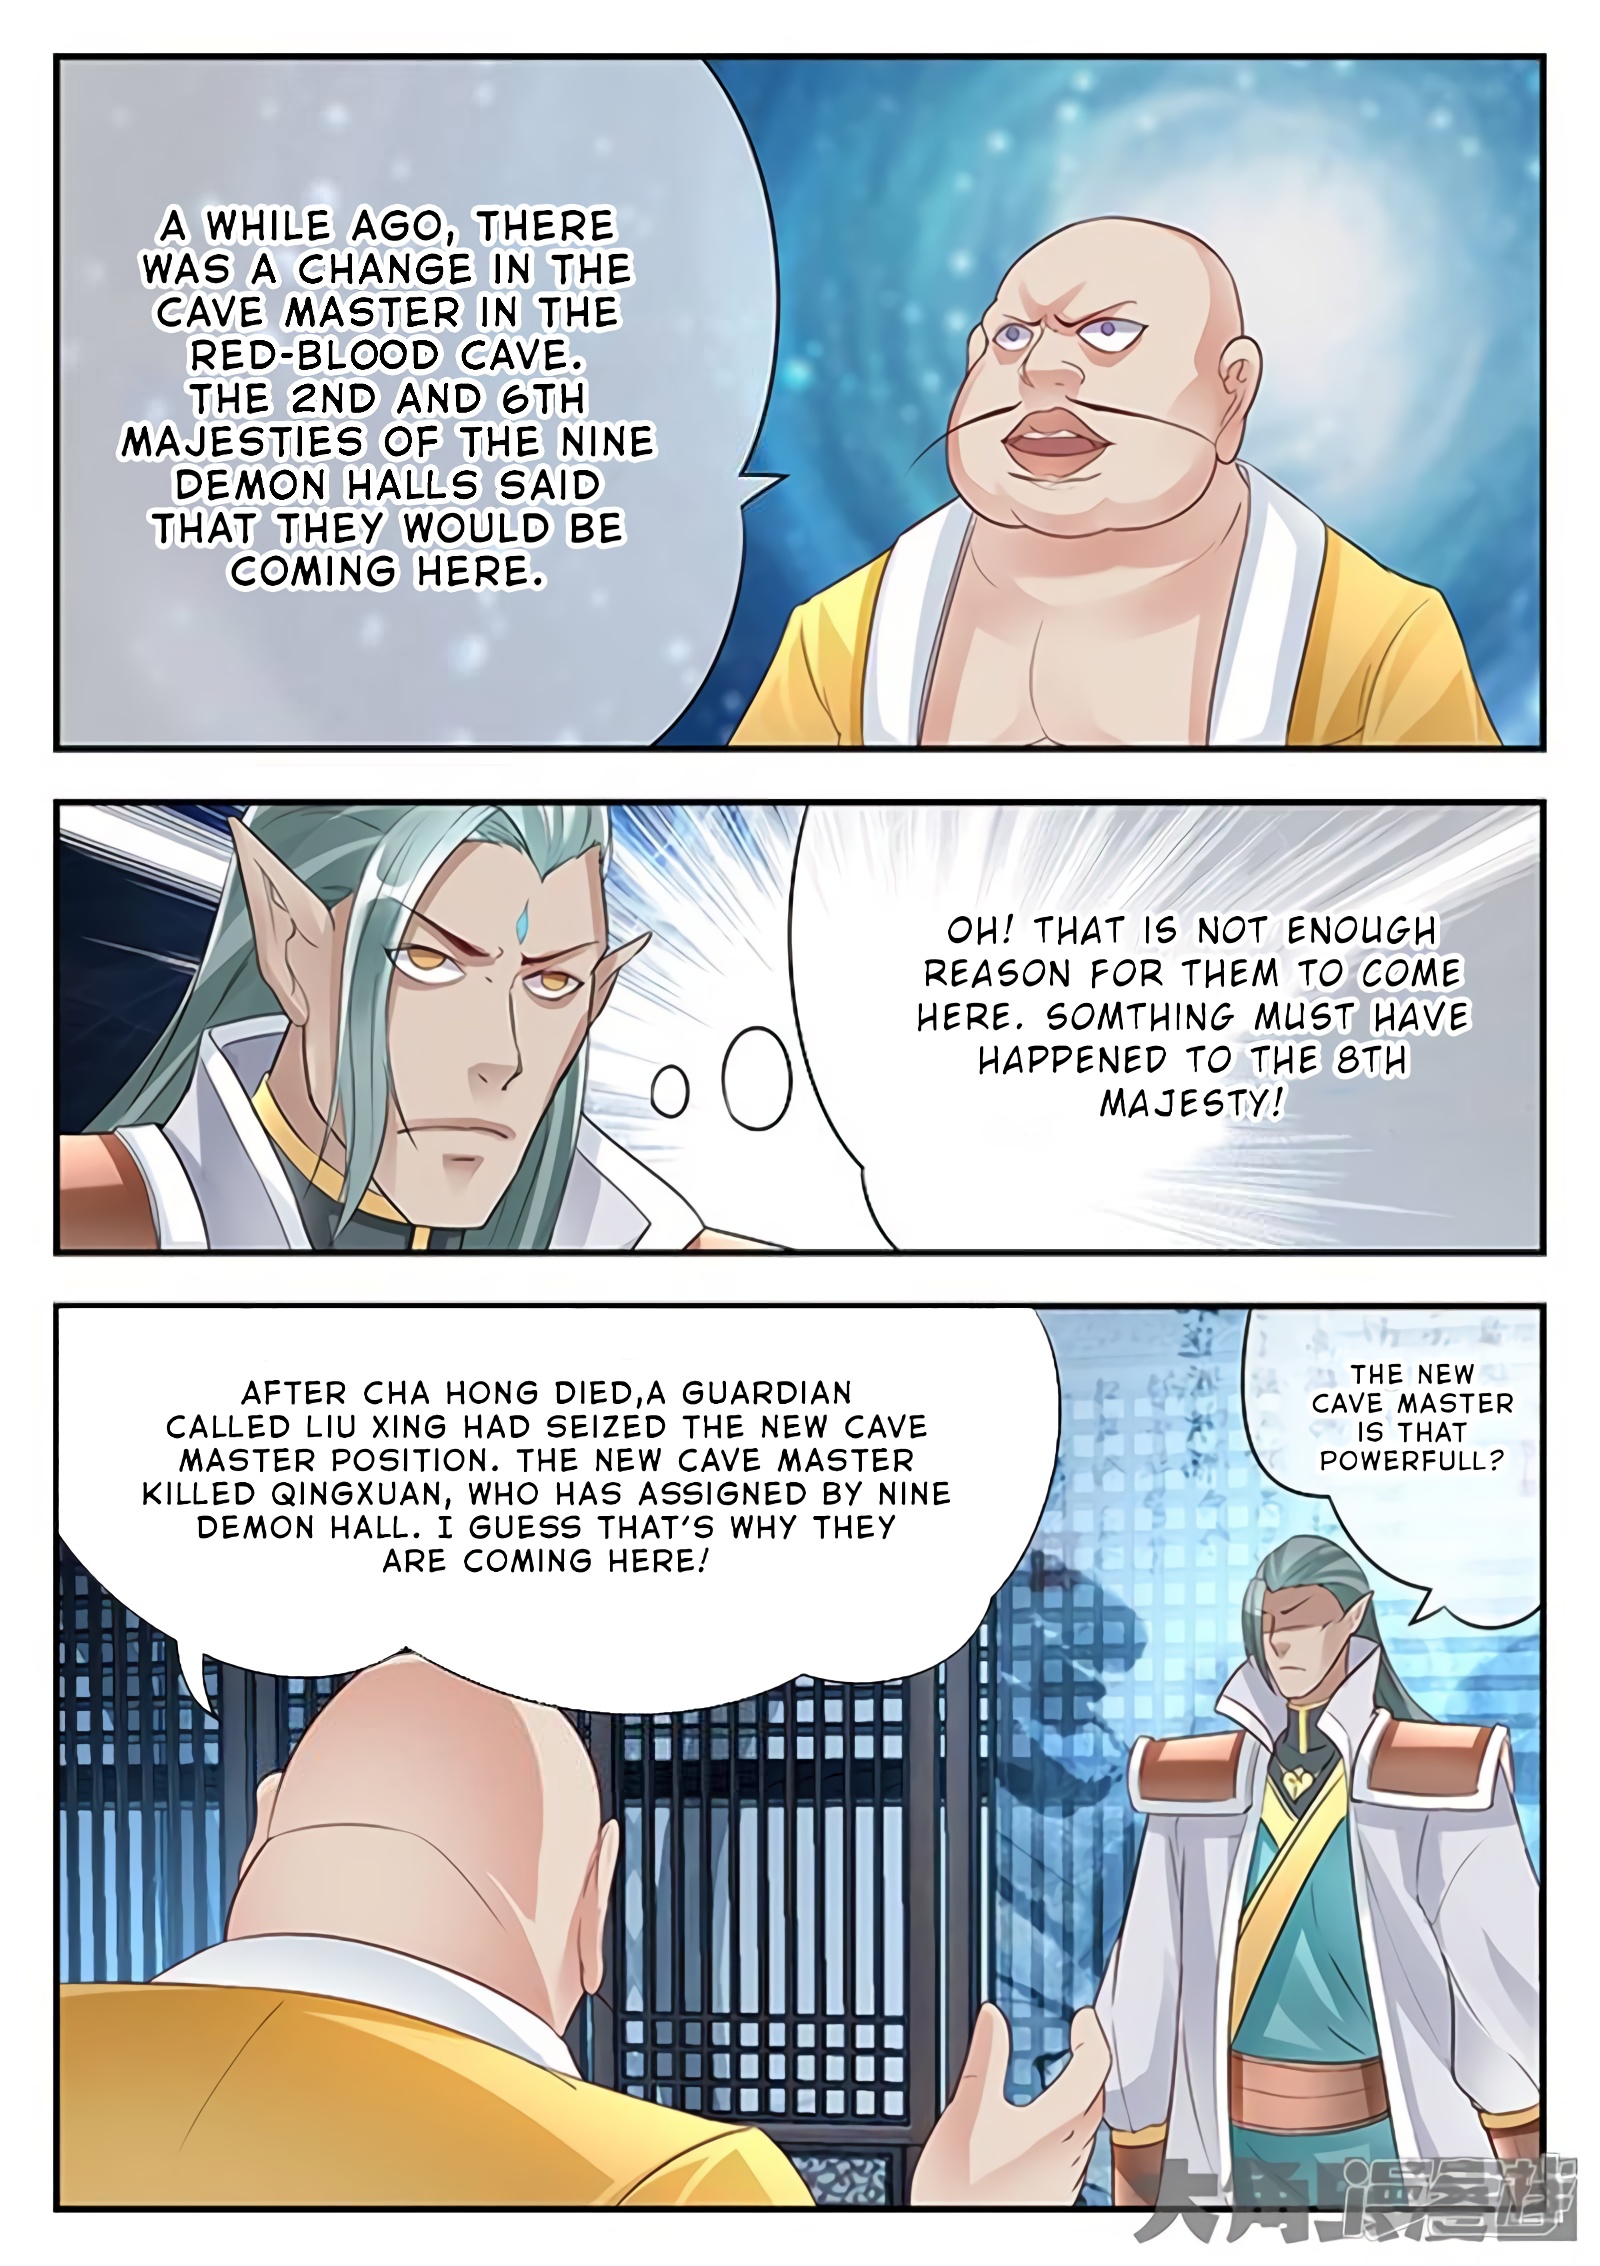 A WHILE AGO, THERE
WAS A CHANGE IN THE
CAVE MASTER IN THE
RED-BLOOD CAVE.
THE 2ND AND 6TH
MAJESTIES OF THE NINE
DEMON HALLS SAID
THAT THEY WOULD BE
COMING HERE.
OH! THAT IS NOT ENOUGH
REASON FOR THEM TO COME
HERE. SOMTHING MUST HAVE
HAPPENED TO THE 8TH
MAJESTY!
AFTER CHA HONG DIED,A GUARDIAN
CALLED LIU XING HAD SEIZED THE NEW CAVE
MASTER POSITION. THE NEW CAVE MASTER
KILLED QINGXUAN, WHO HAS ASSIGNED BY NINE
DEMON HALL. I GUESS THAT'S WHY THEY
ARE COMING HERE!
THE NEW
CAVE MASTER
IS THAT
POWERFULL?
大角